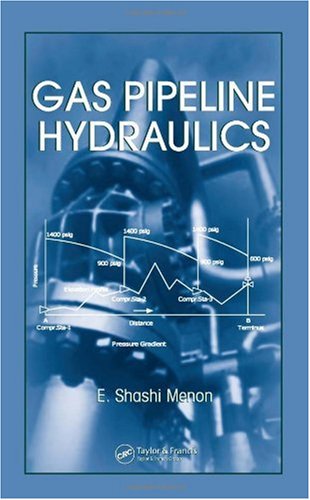 GAS PIPELINE
HYDRAULICS
1400 psig
1400 psig
1400 psig
900 psig
900 psig
600 psig
Pressure
Elevation Profile
Compr.Sta-2
Compr.Sta-3
A
B
Compr.Sta-1
Distance
Terminus
Pressure Gradient
E. Shashi Menon
CRC
Taylor & Francis